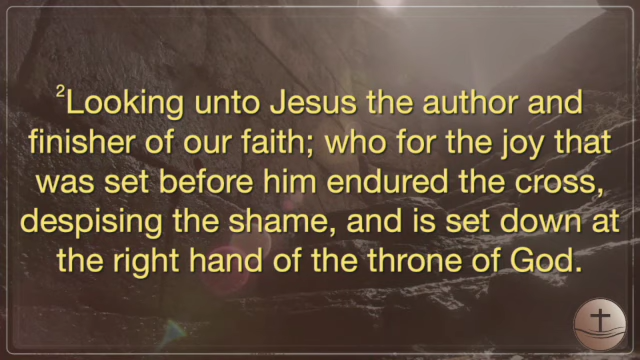 ²Looking unto Jesus the author and
finisher of our faith; who for the joy that
was set before him endured the cross,
despising the shame, and is set down at
the right hand of the throne of God.